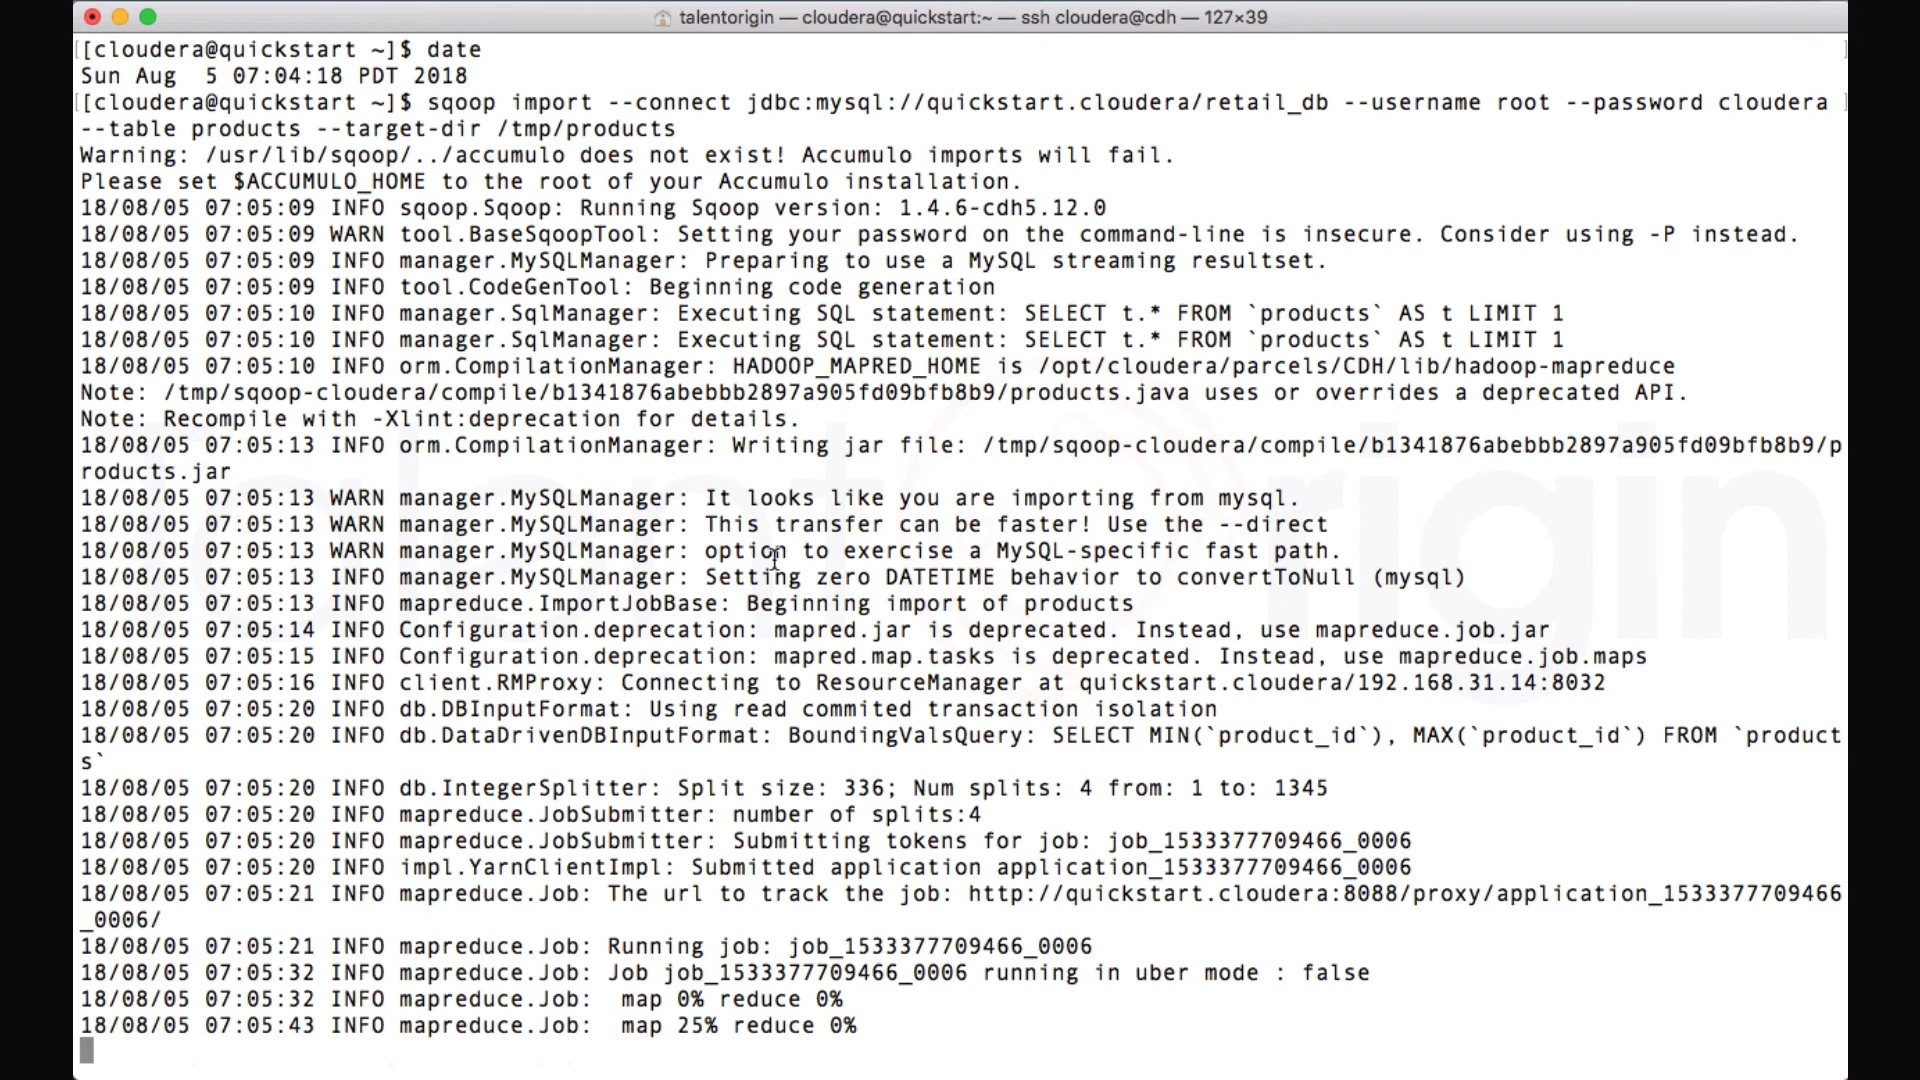 talentorigin — cloudera@quickstart:~ — ssh cloudera@cdh — 127×39
[[cloudera@quickstart ~]$ date
Sun Aug  5 07:04:18 PDT 2018
[[cloudera@quickstart ~]$ sqoop import --connect jdbc:mysql://quickstart.cloudera/retail_db --username root --password cloudera ]
--table products --target-dir /tmp/products
Warning: /usr/lib/sqoop/../accumulo does not exist! Accumulo imports will fail.
Please set $ACCUMULO_HOME to the root of your Accumulo installation.
18/08/05 07:05:09 INFO sqoop.Sqoop: Running Sqoop version: 1.4.6-cdh5.12.0
18/08/05 07:05:09 WARN tool.BaseSqoopTool: Setting your password on the command-line is insecure. Consider using -P instead.
18/08/05 07:05:09 INFO manager.MySQLManager: Preparing to use a MySQL streaming resultset.
18/08/05 07:05:09 INFO tool.CodeGenTool: Beginning code generation
18/08/05 07:05:10 INFO manager.SqlManager: Executing SQL statement: SELECT t.* FROM `products` AS t LIMIT 1
18/08/05 07:05:10 INFO manager.SqlManager: Executing SQL statement: SELECT t.* FROM `products` AS t LIMIT 1
18/08/05 07:05:10 INFO orm.CompilationManager: HADOOP_MAPRED_HOME is /opt/cloudera/parcels/CDH/lib/hadoop-mapreduce
Note: /tmp/sqoop-cloudera/compile/b1341876abebbb2897a905fd09bfb8b9/products.java uses or overrides a deprecated API.
Note: Recompile with -Xlint:deprecation for details.
18/08/05 07:05:13 INFO orm.CompilationManager: Writing jar file: /tmp/sqoop-cloudera/compile/b1341876abebbb2897a905fd09bfb8b9/p
roducts.jar
18/08/05 07:05:13 WARN manager.MySQLManager: It looks like you are importing from mysql.
18/08/05 07:05:13 WARN manager.MySQLManager: This transfer can be faster! Use the --direct
18/08/05 07:05:13 WARN manager.MySQLManager: option to exercise a MySQL-specific fast path.
18/08/05 07:05:13 INFO manager.MySQLManager: Setting zero DATETIME behavior to convertToNull (mysql)
18/08/05 07:05:13 INFO mapreduce.ImportJobBase: Beginning import of products
18/08/05 07:05:14 INFO Configuration.deprecation: mapred.jar is deprecated. Instead, use mapreduce.job.jar
18/08/05 07:05:15 INFO Configuration.deprecation: mapred.map.tasks is deprecated. Instead, use mapreduce.job.maps
18/08/05 07:05:16 INFO client.RMProxy: Connecting to ResourceManager at quickstart.cloudera/192.168.31.14:8032
18/08/05 07:05:20 INFO db.DBInputFormat: Using read commited transaction isolation
18/08/05 07:05:20 INFO db.DataDrivenDBInputFormat: BoundingValsQuery: SELECT MIN(`product_id`), MAX(`product_id`) FROM `product
s`
18/08/05 07:05:20 INFO db.IntegerSplitter: Split size: 336; Num splits: 4 from: 1 to: 1345
18/08/05 07:05:20 INFO mapreduce.JobSubmitter: number of splits:4
18/08/05 07:05:20 INFO mapreduce.JobSubmitter: Submitting tokens for job: job_1533377709466_0006
18/08/05 07:05:20 INFO impl.YarnClientImpl: Submitted application application_1533377709466_0006
18/08/05 07:05:21 INFO mapreduce.Job: The url to track the job: http://quickstart.cloudera:8088/proxy/application_1533377709466
_0006/
18/08/05 07:05:21 INFO mapreduce.Job: Running job: job_1533377709466_0006
18/08/05 07:05:32 INFO mapreduce.Job: Job job_1533377709466_0006 running in uber mode : false
18/08/05 07:05:32 INFO mapreduce.Job:  map 0% reduce 0%
18/08/05 07:05:43 INFO mapreduce.Job:  map 25% reduce 0%